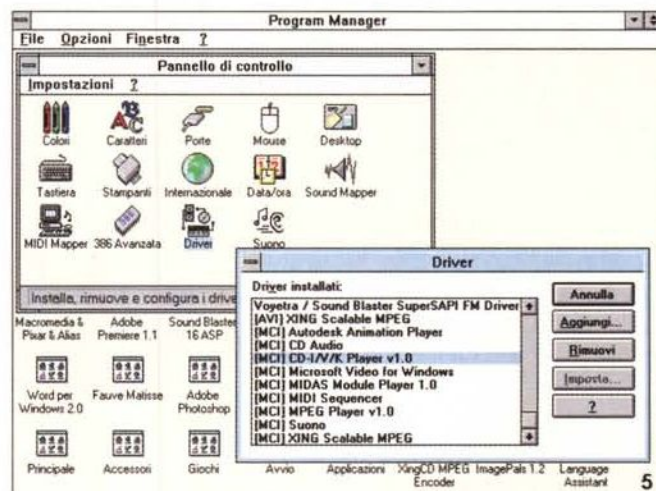 Program Manager
File Opzioni Finestra ?
Pannello di controllo
Impostazioni ?
Colori Caratteri Porte Mouse Desktop
Tastiera Stampanti Internazionale Data/ora Sound Mapper
MIDI Mapper 386 Avanzata Driver Suono
Installa, rimuove e configura i drive
Driver
Driver installati:
Voyetra / Sound Blaster SuperSAPI FM Driver
[AVI] XING Scalable MPEG
[MCI] Autodesk Animation Player
[MCI] CD Audio
[MCI] CD-I/V/K Player v1.0
[MCI] Microsoft Video for Windows
[MCI] MIDAS Module Player 1.0
[MCI] MIDI Sequencer
[MCI] MPEG Player v1.0
[MCI] Suono
[MCI] XING Scalable MPEG
Annulla
Aggiungi...
Rimuovi
Imposta...
?
Macromedia & Pixar & Alias
Adobe Premiere 1.1
Sound Blaster 16 ASP
Word per Windows 2.0
Fauve Matisse
Adobe Photoshop
Principale Accessori Giochi Avvio Applicazioni XingCD MPEG Encoder ImagePals 1.2 Language Assistant
5